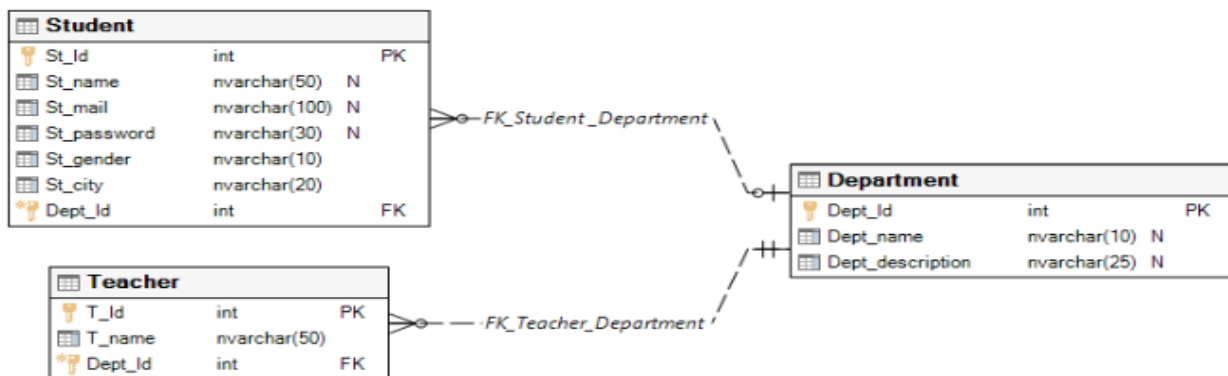 Student
St_Id int PK
St_name nvarchar(50) N
St_mail nvarchar(100) N
St_password nvarchar(30) N
St_gender nvarchar(10)
St_city nvarchar(20)
Dept_Id int FK
FK_Student _Department
Department
Dept_Id int PK
Dept_name nvarchar(10) N
Dept_description nvarchar(25) N
Teacher
T_Id int PK
T_name nvarchar(50)
Dept_Id int FK
FK_Teacher_Department